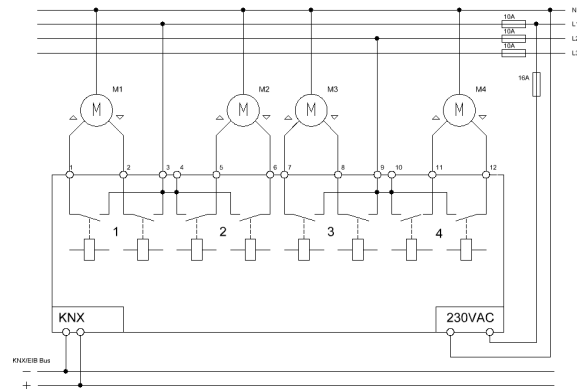 N
10A
L1
10A
L2
10A
L3
16A
M1
M2
M3
M4
M
M
M
M
1
2
3
4
5
6
7
8
9
10
11
12
1
2
3
4
KNX
230VAC
KNX/EIB Bus
−
+